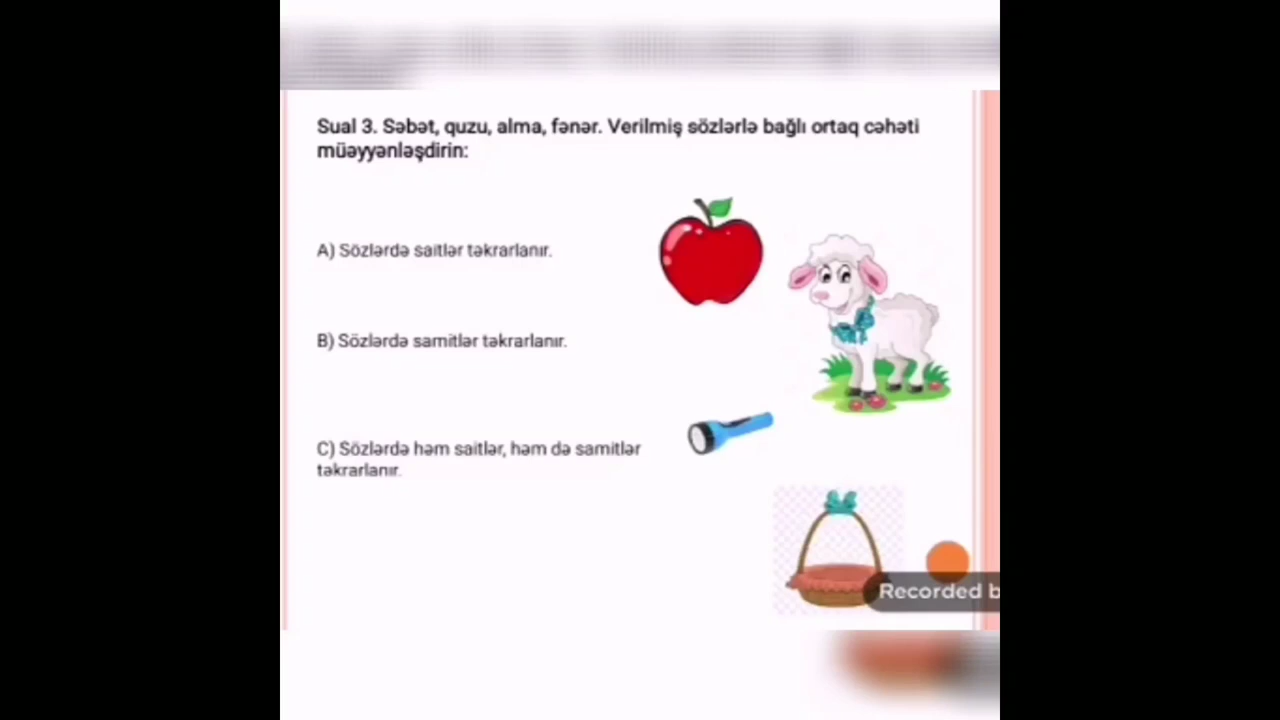 Sual 3. Səbət, quzu, alma, fənər. Verilmiş sözlərlə bağlı ortaq cəhəti
müəyyənləşdirin:
A) Sözlərdə saitlər təkrarlanır.
B) Sözlərdə samitlər təkrarlanır.
C) Sözlərdə həm saitlər, həm də samitlər
təkrarlanır.
Recorded b